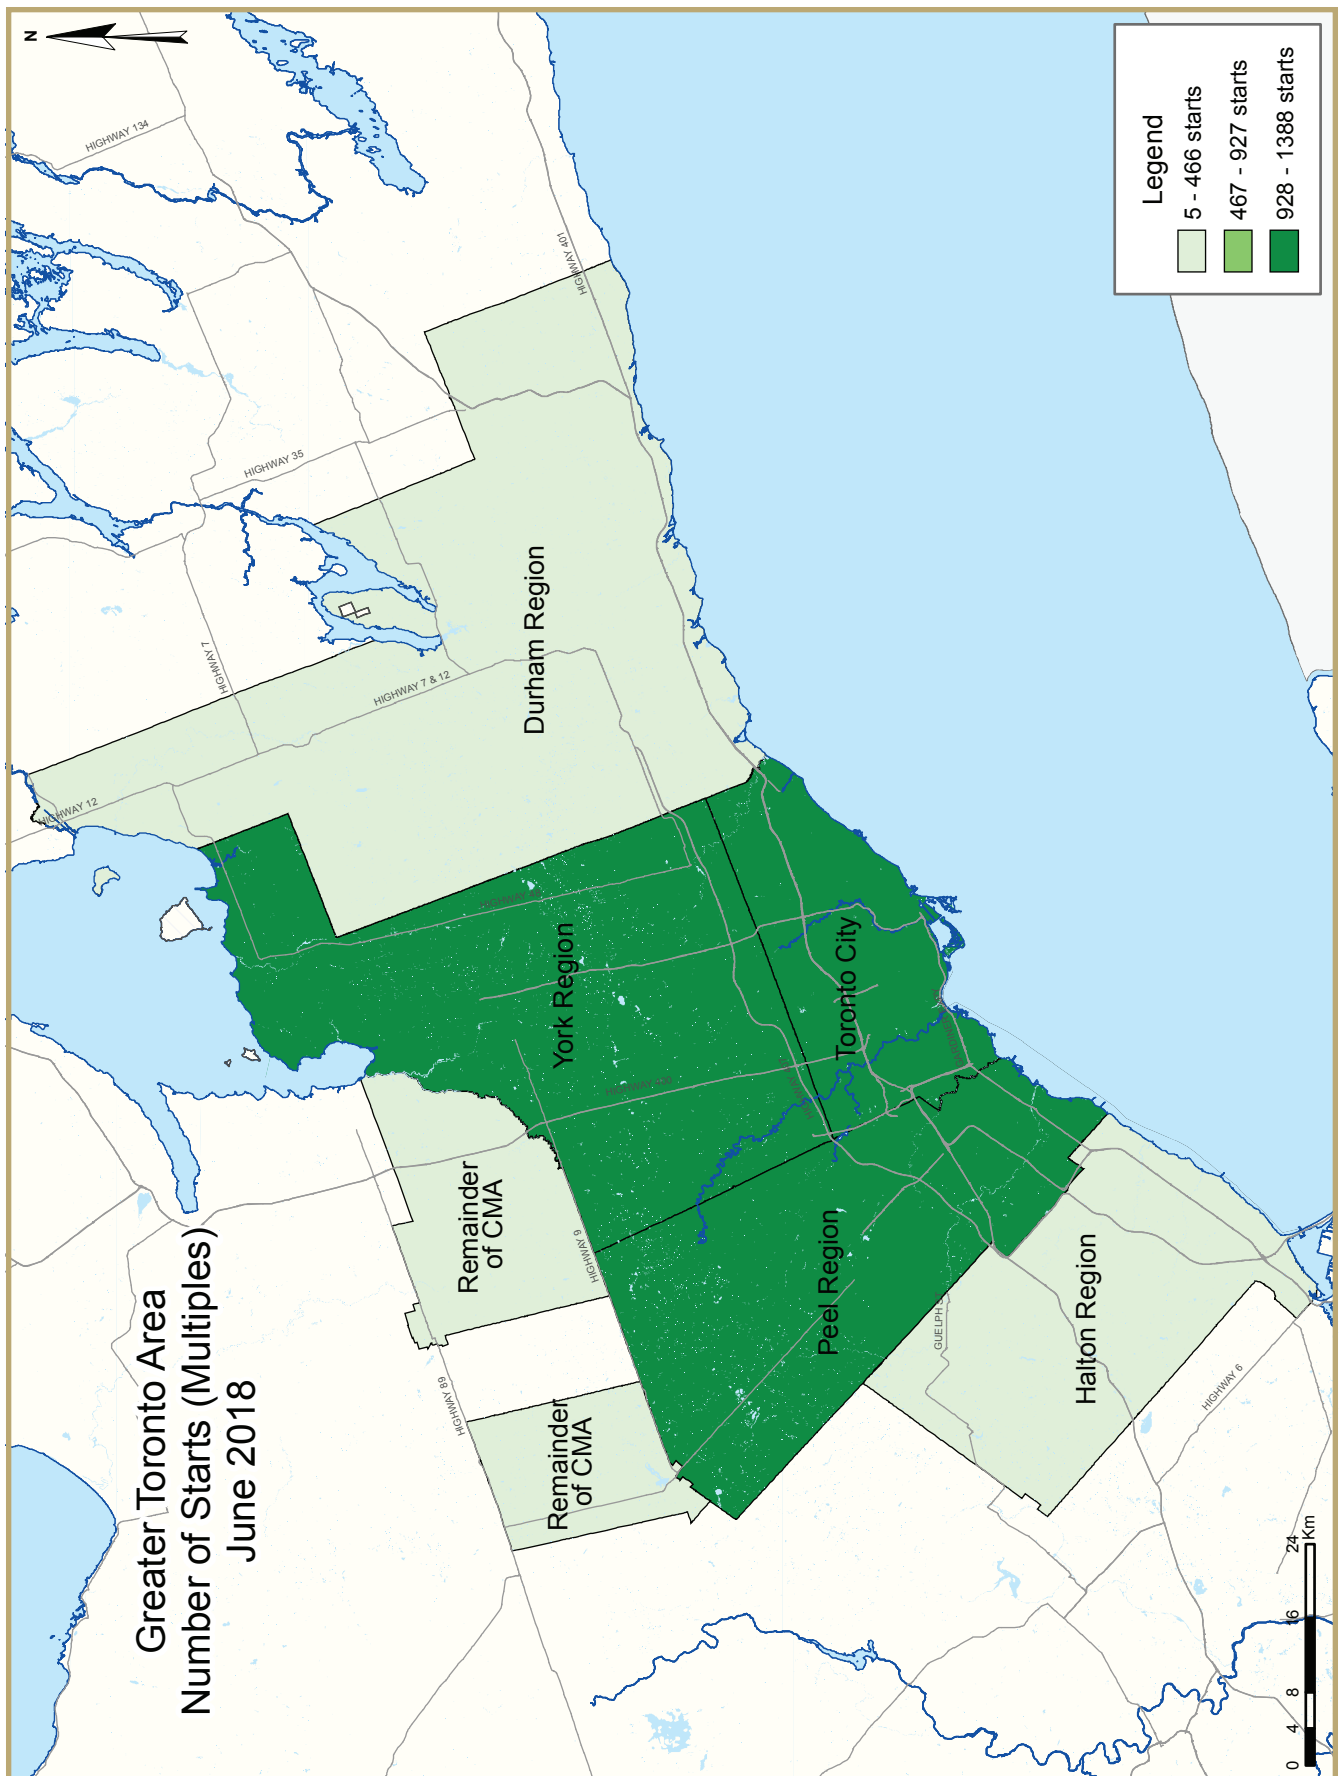 Greater Toronto Area
Number of Starts (Multiples)
June 2018
N
HIGHWAY 134
HIGHWAY 401
HIGHWAY 35
HIGHWAY 7
HIGHWAY 7 & 12
HIGHWAY 12
Durham Region
York Region
HIGHWAY 400
Toronto City
Remainder
of CMA
HIGHWAY 9
HIGHWAY 89
Remainder
of CMA
Peel Region
GUELPH
Halton Region
HIGHWAY 6
Legend
5 - 466 starts
467 - 927 starts
928 - 1388 starts
0 4 8 16 24
Km